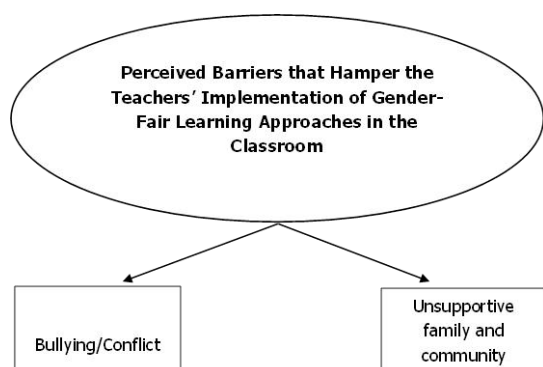 Perceived Barriers that Hamper the
Teachers' Implementation of Gender-
Fair Learning Approaches in the
Classroom
Bullying/Conflict
Unsupportive
family and
community